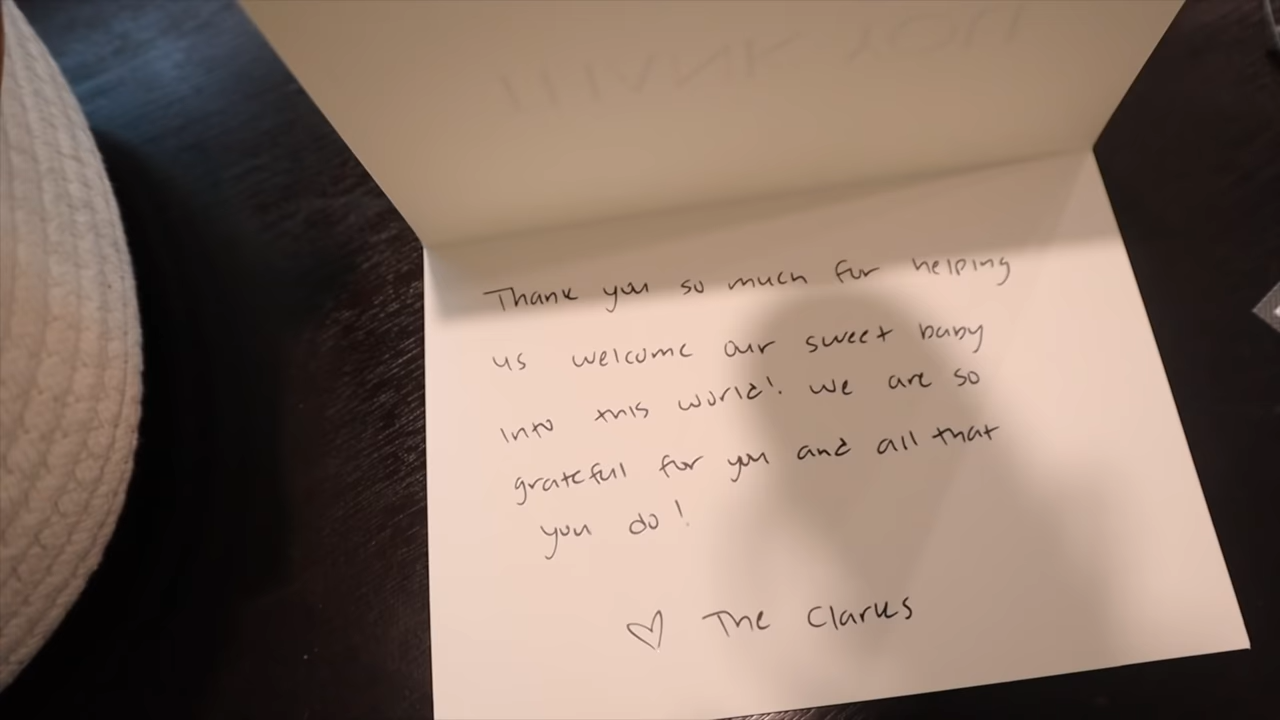 Thank you so much for helping
us welcome our sweet baby
into this world! We are so
grateful for you and all that
you do!
♡ The Clarks